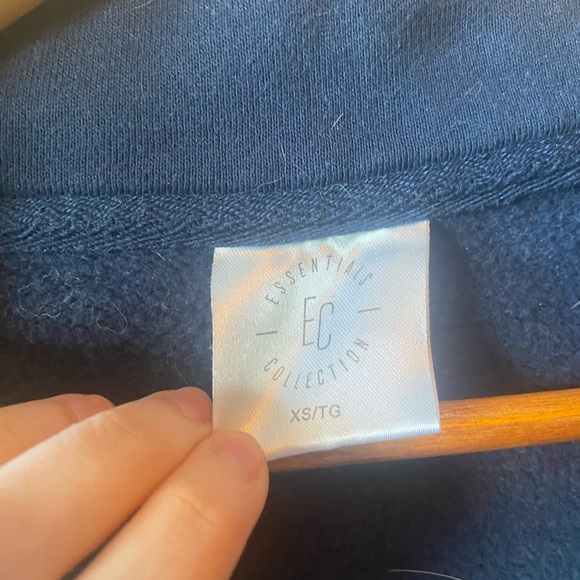 ESSENTIALS
EC
COLLECTION
XS/TG